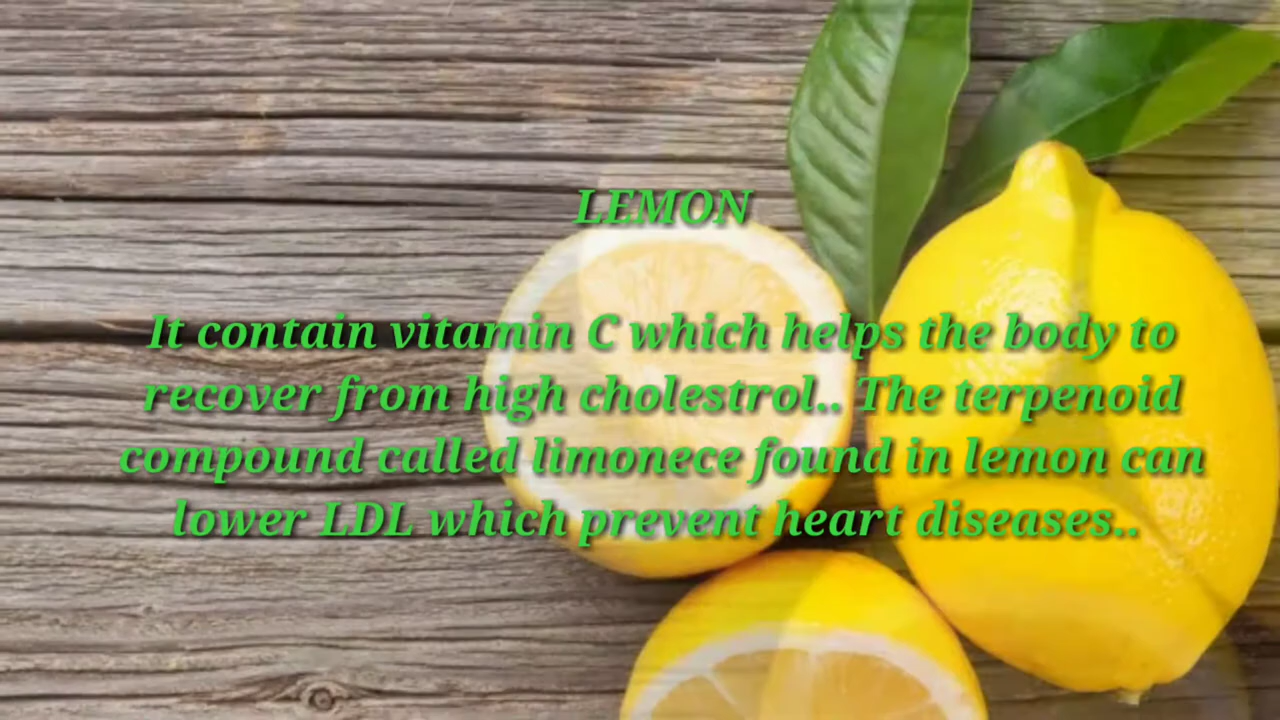 LEMON
It contain vitamin C which helps the body to
recover from high cholestrol.. The terpenoid
compound called limonece found in lemon can
lower LDL which prevent heart diseases..